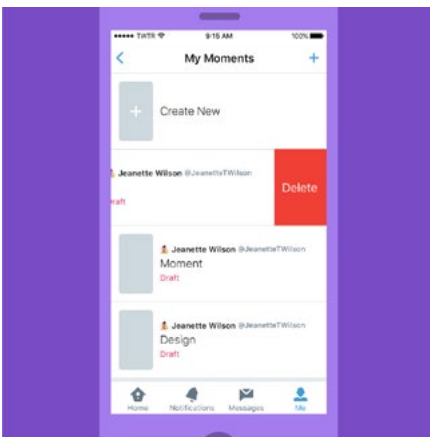 TWTR 9:15 AM 100%
My Moments
Create New
Jeanette Wilson @JeanetteTWilson
raft
Delete
Jeanette Wilson @JeanetteTWilson
Moment
Draft
Jeanette Wilson @JeanetteTWilson
Design
Draft
Home Notifications Messages Me